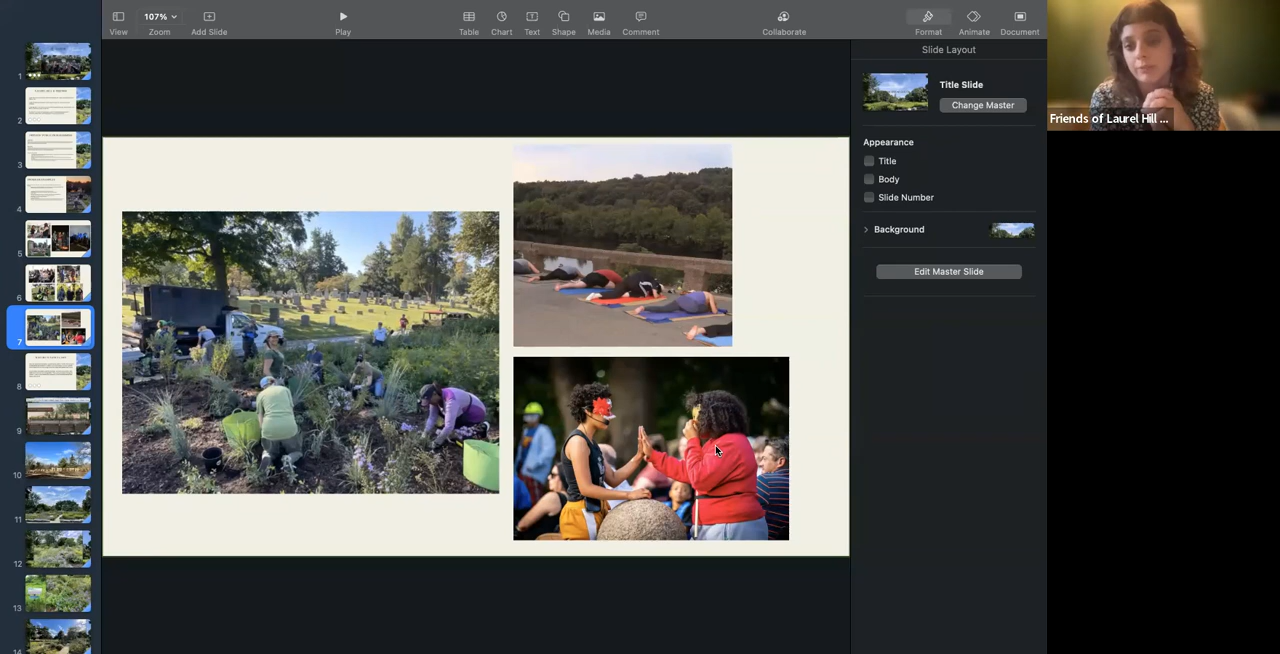 107%
View
Zoom
Add Slide
Play
Table
Chart
Text
Shape
Media
Comment
Collaborate
Format
Animate
Document
Slide Layout
Title Slide
Change Master
Appearance
Title
Body
Slide Number
Background
Edit Master Slide
Friends of Laurel Hill ...
1
2
3
4
5
6
7
8
9
10
11
12
13
14